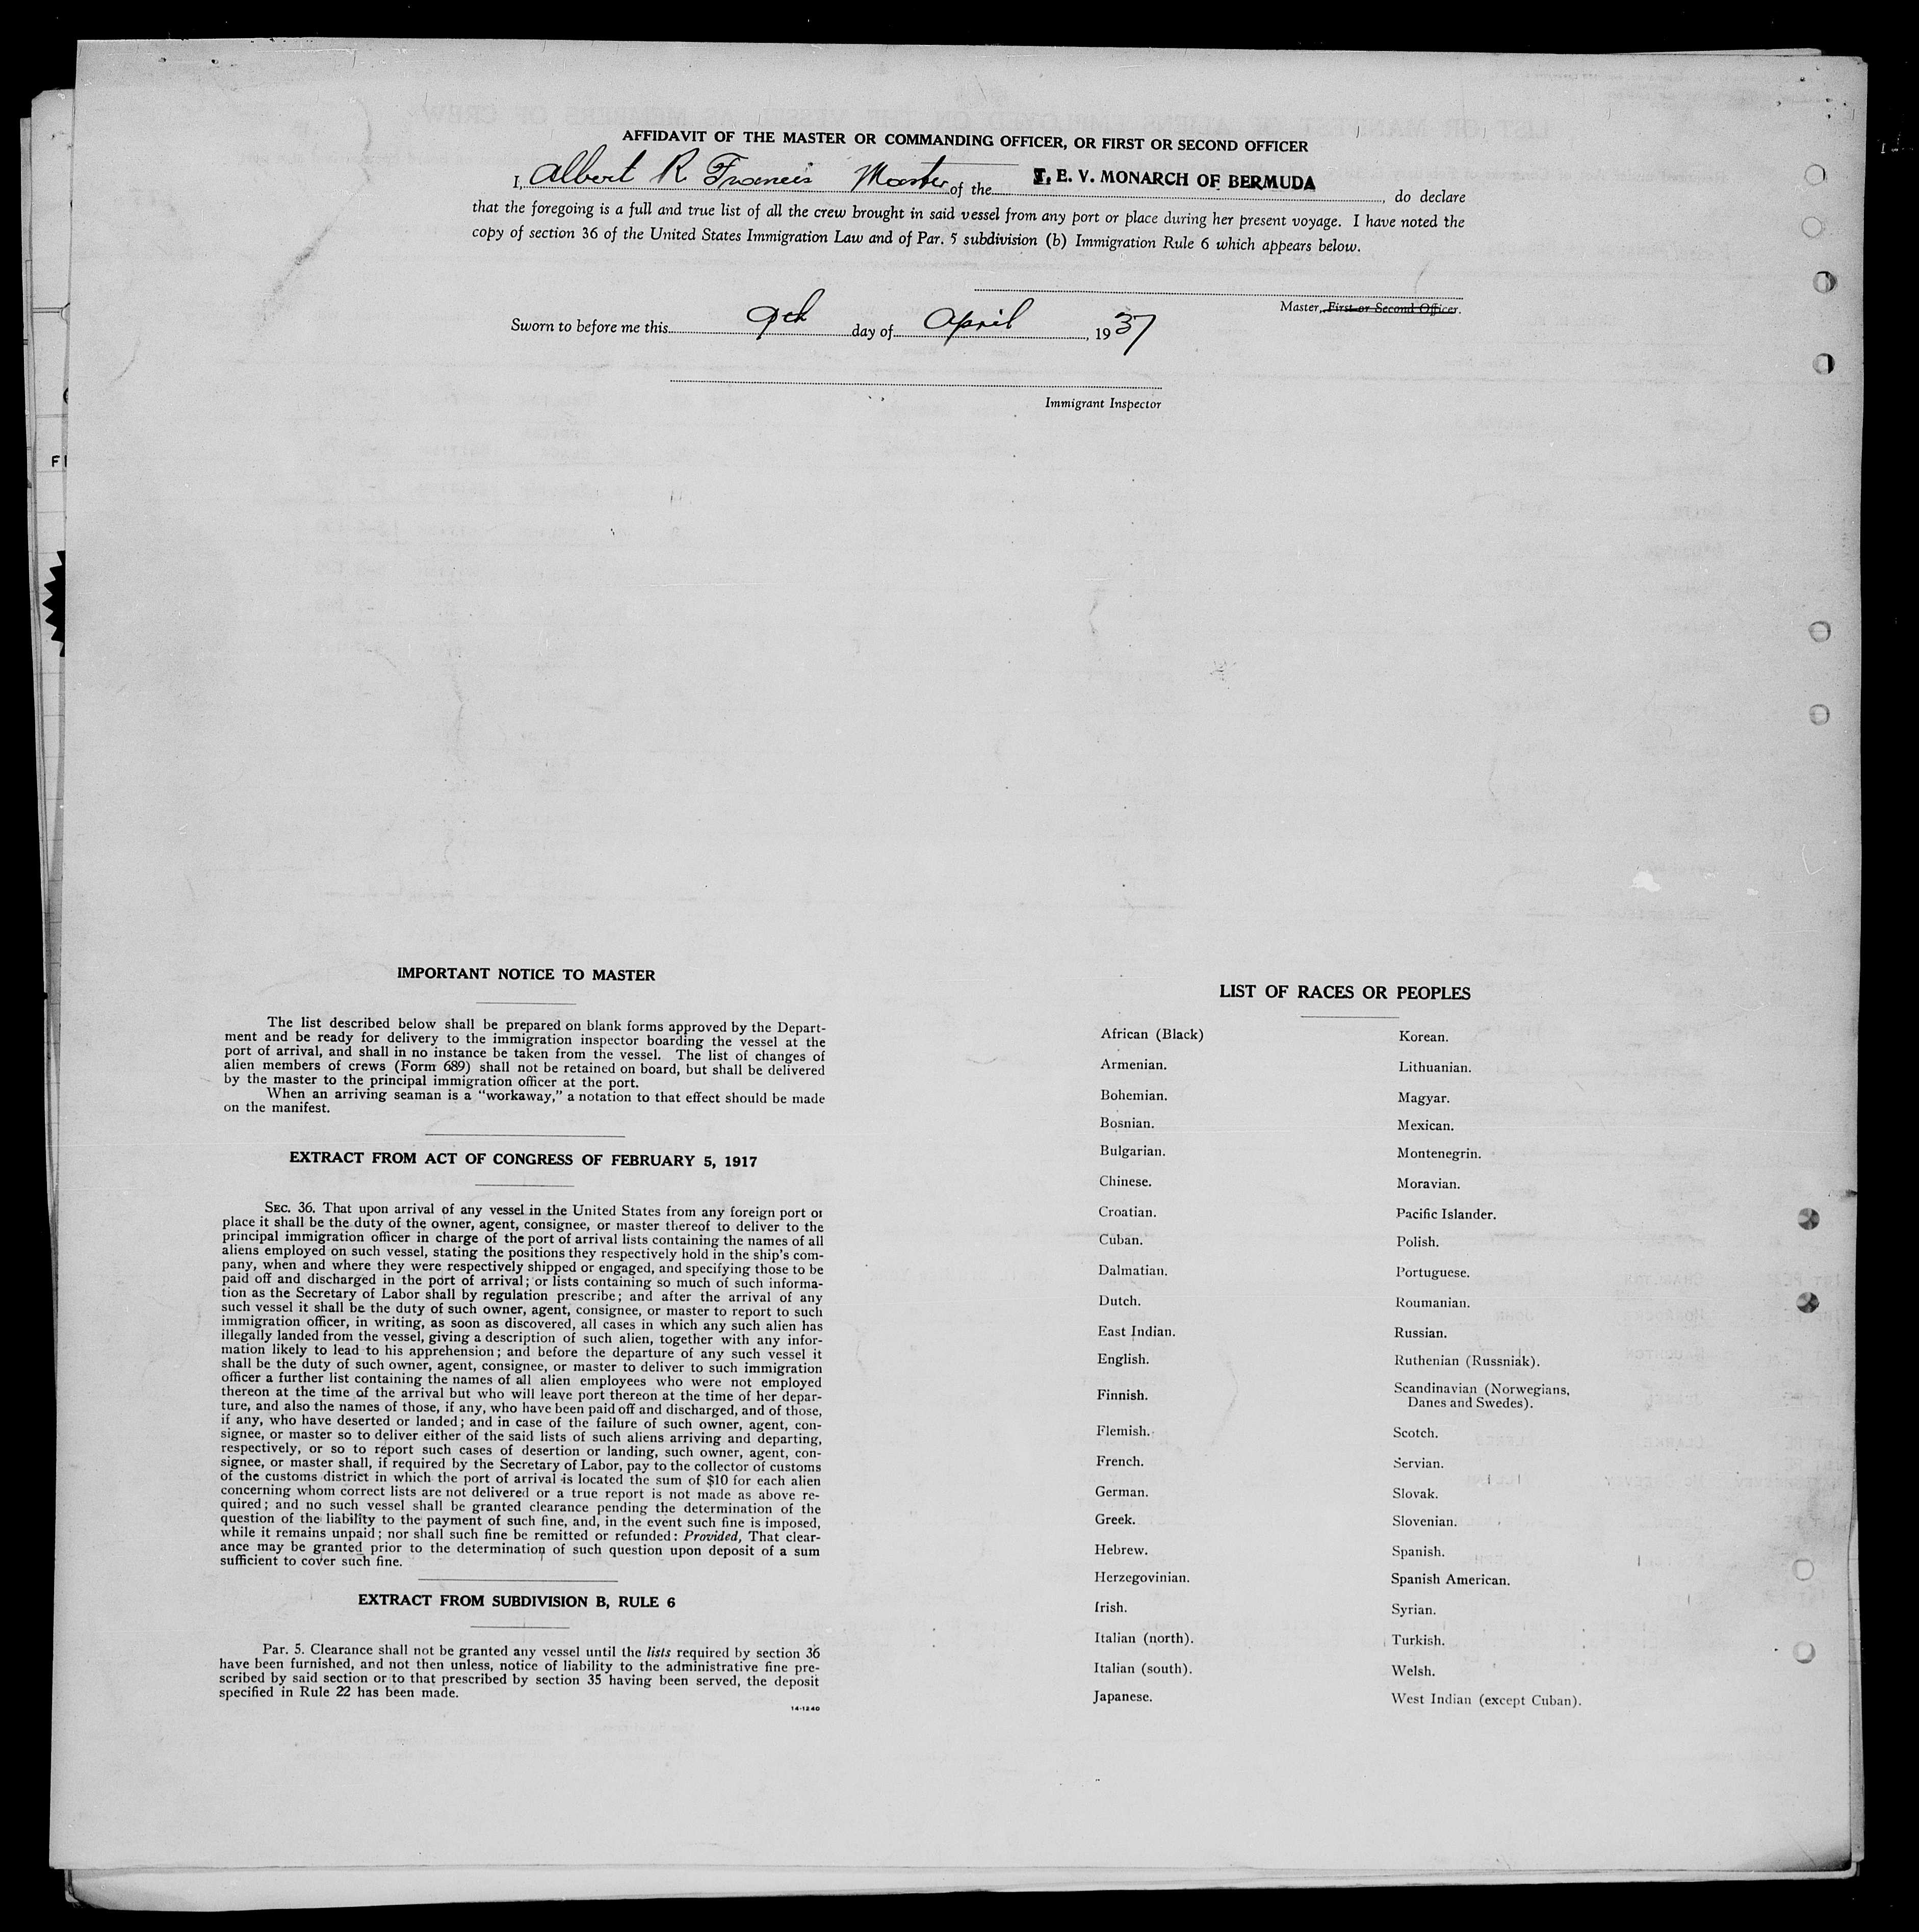 AFFIDAVIT OF THE MASTER OR COMMANDING OFFICER, OR FIRST OR SECOND OFFICER
I, Albert R Francis Master of the T. E. V. MONARCH OF BERMUDA, do declare
that the foregoing is a full and true list of all the crew brought in said vessel from any port or place during her present voyage. I have noted the
copy of section 36 of the United States Immigration Law and of Par. 5 subdivision (b) Immigration Rule 6 which appears below.
Master, First or Second Officer.
Sworn to before me this 9th day of April, 1937
Immigrant Inspector
IMPORTANT NOTICE TO MASTER
The list described below shall be prepared on blank forms approved by the Depart-
ment and be ready for delivery to the immigration inspector boarding the vessel at the
port of arrival, and shall in no instance be taken from the vessel. The list of changes of
alien members of crews (Form 689) shall not be retained on board, but shall be delivered
by the master to the principal immigration officer at the port.
When an arriving seaman is a "workaway," a notation to that effect should be made
on the manifest.
EXTRACT FROM ACT OF CONGRESS OF FEBRUARY 5, 1917
SEC. 36. That upon arrival of any vessel in the United States from any foreign port or
place it shall be the duty of the owner, agent, consignee, or master thereof to deliver to the
principal immigration officer in charge of the port of arrival lists containing the names of all
aliens employed on such vessel, stating the positions they respectively hold in the ship's com-
pany, when and where they were respectively shipped or engaged, and specifying those to be
paid off and discharged in the port of arrival; or lists containing so much of such informa-
tion as the Secretary of Labor shall by regulation prescribe; and after the arrival of any
such vessel it shall be the duty of such owner, agent, consignee, or master to report to such
immigration officer, in writing, as soon as discovered, all cases in which any such alien has
illegally landed from the vessel, giving a description of such alien, together with any infor-
mation likely to lead to his apprehension; and before the departure of any such vessel it
shall be the duty of such owner, agent, consignee, or master to deliver to such immigration
officer a further list containing the names of all alien employees who were not employed
thereon at the time of the arrival but who will leave port thereon at the time of her depar-
ture, and also the names of those, if any, who have been paid off and discharged, and of those,
if any, who have deserted or landed; and in case of the failure of such owner, agent, con-
signee, or master so to deliver either of the said lists of such aliens arriving and departing,
respectively, or so to report such cases of desertion or landing, such owner, agent, con-
signee, or master shall, if required by the Secretary of Labor, pay to the collector of customs
of the customs district in which the port of arrival is located the sum of $10 for each alien
concerning whom correct lists are not delivered or a true report is not made as above re-
quired; and no such vessel shall be granted clearance pending the determination of the
question of the liability to the payment of such fine, and, in the event such fine is imposed,
while it remains unpaid; nor shall such fine be remitted or refunded: Provided, That clear-
ance may be granted prior to the determination of such question upon deposit of a sum
sufficient to cover such fine.
EXTRACT FROM SUBDIVISION B, RULE 6
Par. 5. Clearance shall not be granted any vessel until the lists required by section 36
have been furnished, and not then unless, notice of liability to the administrative fine pre-
scribed by said section or to that prescribed by section 35 having been served, the deposit
specified in Rule 22 has been made.
14-1240
LIST OF RACES OR PEOPLES
African (Black)
Armenian.
Bohemian.
Bosnian.
Bulgarian.
Chinese.
Croatian.
Cuban.
Dalmatian.
Dutch.
East Indian.
English.
Finnish.
Flemish.
French.
German.
Greek.
Hebrew.
Herzegovinian.
Irish.
Italian (north).
Italian (south).
Japanese.
Korean.
Lithuanian.
Magyar.
Mexican.
Montenegrin.
Moravian.
Pacific Islander.
Polish.
Portuguese.
Roumanian.
Russian.
Ruthenian (Russniak).
Scandinavian (Norwegians,
Danes and Swedes).
Scotch.
Servian.
Slovak.
Slovenian.
Spanish.
Spanish American.
Syrian.
Turkish.
Welsh.
West Indian (except Cuban).